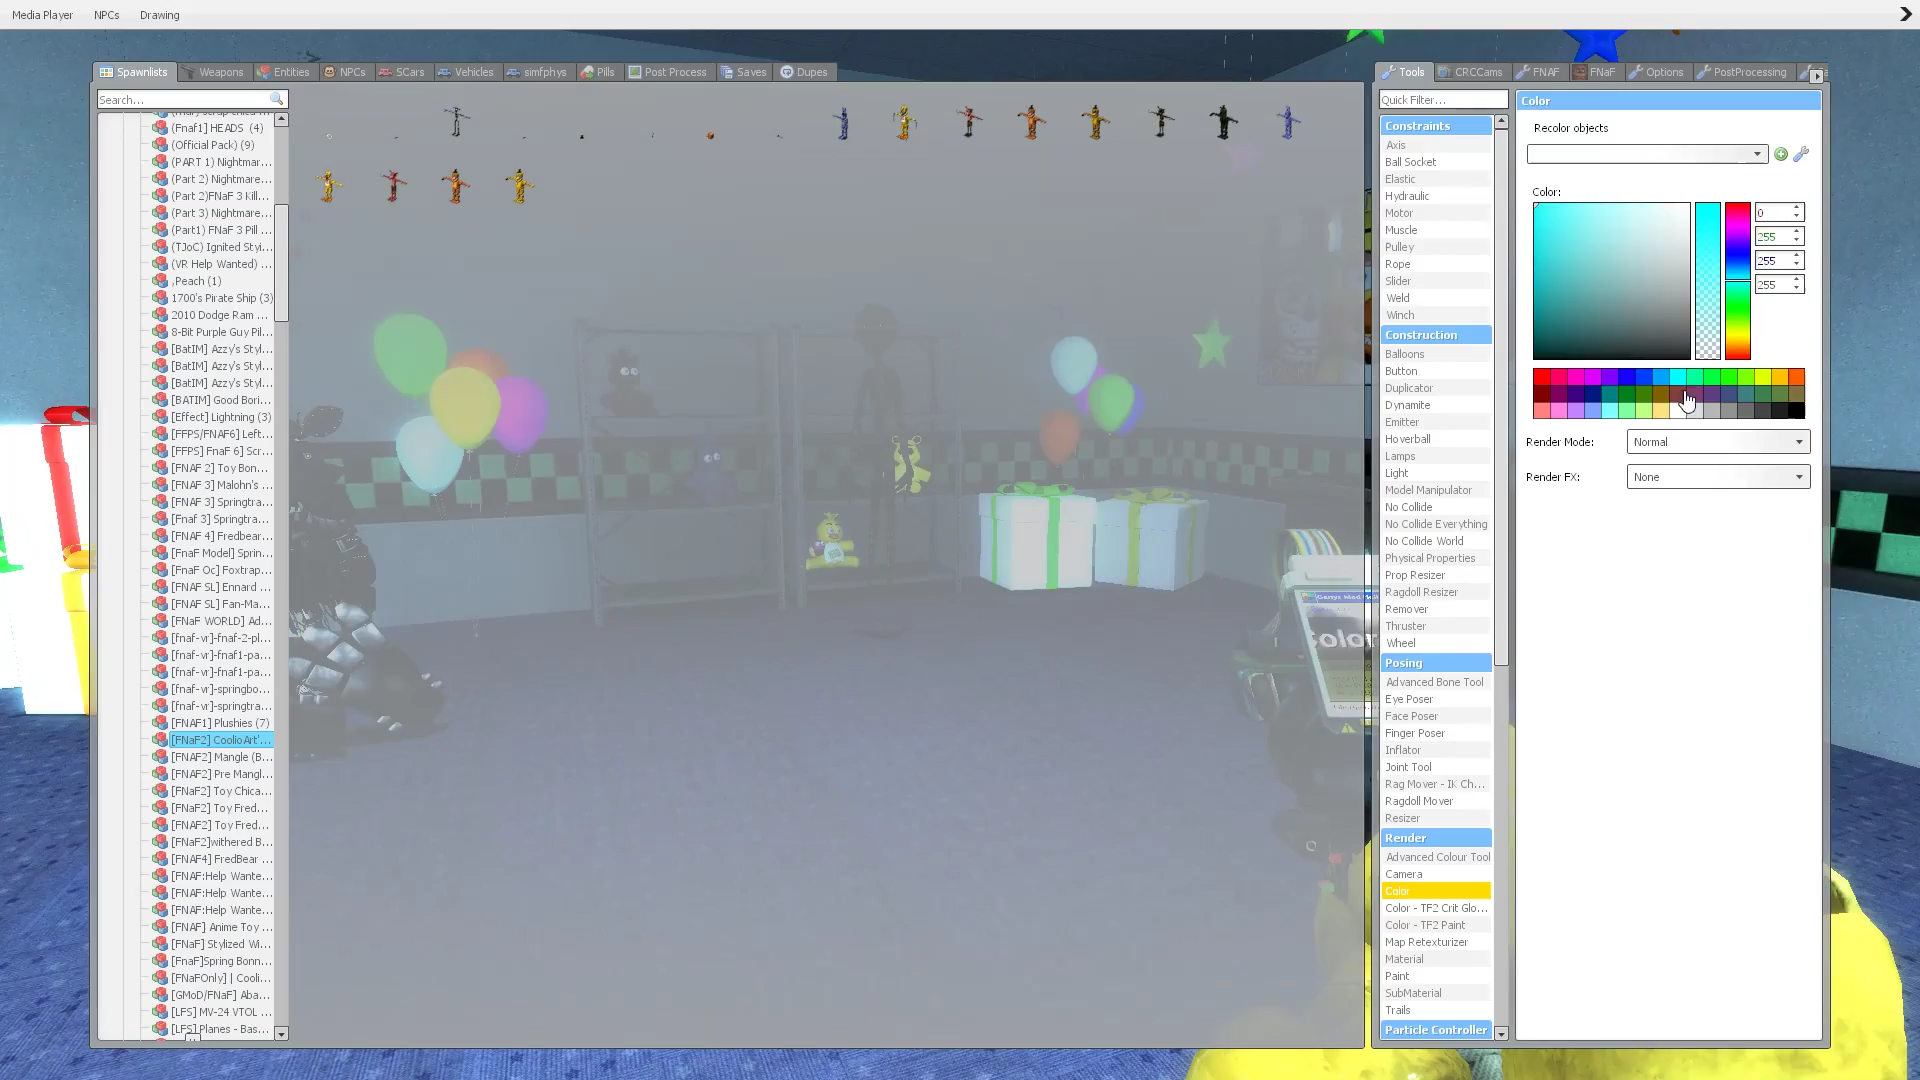 Media Player NPCs Drawing
Spawnlists Weapons Entities NPCs SCars Vehicles simfphys Pills Post Process Saves Dupes
Search...
(Fnaf1] HEADS (4)
(Official Pack) (9)
(PART 1) Nightmar...
(Part 2) Nightmare...
(Part 2)FNaF 3 Kill...
(Part 3) Nightmare...
(Part1) FNaF 3 Pill ...
(TJoC) Ignited Styi...
(VR Help Wanted) ...
,Peach (1)
1700's Pirate Ship (3)
2010 Dodge Ram ...
8-Bit Purple Guy Pil...
[BatIM] Azzy's Styl...
[BatIM] Azzy's Styl...
[BatIM] Azzy's Styl...
[BATIM] Good Bori...
[Effect] Lightning (3)
[FFPS/FNAF6] Left...
[FFPS] FnaF 6] Scr...
[FNAF 2] Toy Bon...
[FNAF 3] Malohn's ...
[FNAF 3] Springtra...
[Fnaf 3] Springtra...
[FNAF 4] Fredbear...
[FnaF Model] Sprin...
[FnaF Oc] Foxtrap...
[FNAF SL] Ennard ...
[FNAF SL] Fan-Ma...
[FNaF WORLD] Ad...
[fnaf-vr]-fnaf-2-pl...
[fnaf-vr]-fnaf1-pa...
[fnaf-vr]-fnaf1-pa...
[fnaf-vr]-springbo...
[fnaf-vr]-springtra...
[FNAF1] Plushies (7)
[FNaF2] CoolioArt'...
[FNAF2] Mangle (B...
[FNAF2] Pre Mangl...
[FNaF2] Toy Chica...
[FNaF2] Toy Fred...
[FNAF2] Toy Fred...
[FNaF2]withered B...
[FNAF4] FredBear ...
[FNAF:Help Wante...
[FNAF:Help Wante...
[FNAF:Help Wante...
[FNAF] Anime Toy ...
[FNaF] Stylized Wi...
[FnaF]Spring Bonn...
[FNaFOnly] | Cooli...
[GMoD/FNaF] Aba...
[LFS] MV-24 VTOL ...
[LFS] Planes - Bas...
Tools CRCCams FNAF FNaF Options PostProcessing
Quick Filter...
Constraints
Axis
Ball Socket
Elastic
Hydraulic
Motor
Muscle
Pulley
Rope
Slider
Weld
Winch
Construction
Balloons
Button
Duplicator
Dynamite
Emitter
Hoverball
Lamps
Light
Model Manipulator
No Collide
No Collide Everything
No Collide World
Physical Properties
Prop Resizer
Ragdoll Resizer
Remover
Thruster
Wheel
Posing
Advanced Bone Tool
Eye Poser
Face Poser
Finger Poser
Inflator
Joint Tool
Rag Mover - IK Ch...
Ragdoll Mover
Resizer
Render
Advanced Colour Tool
Camera
Color
Color - TF2 Crit Glo...
Color - TF2 Paint
Map Retexturizer
Material
Paint
SubMaterial
Trails
Particle Controller
Color
Recolor objects
Color:
0
255
255
255
Render Mode: Normal
Render FX: None